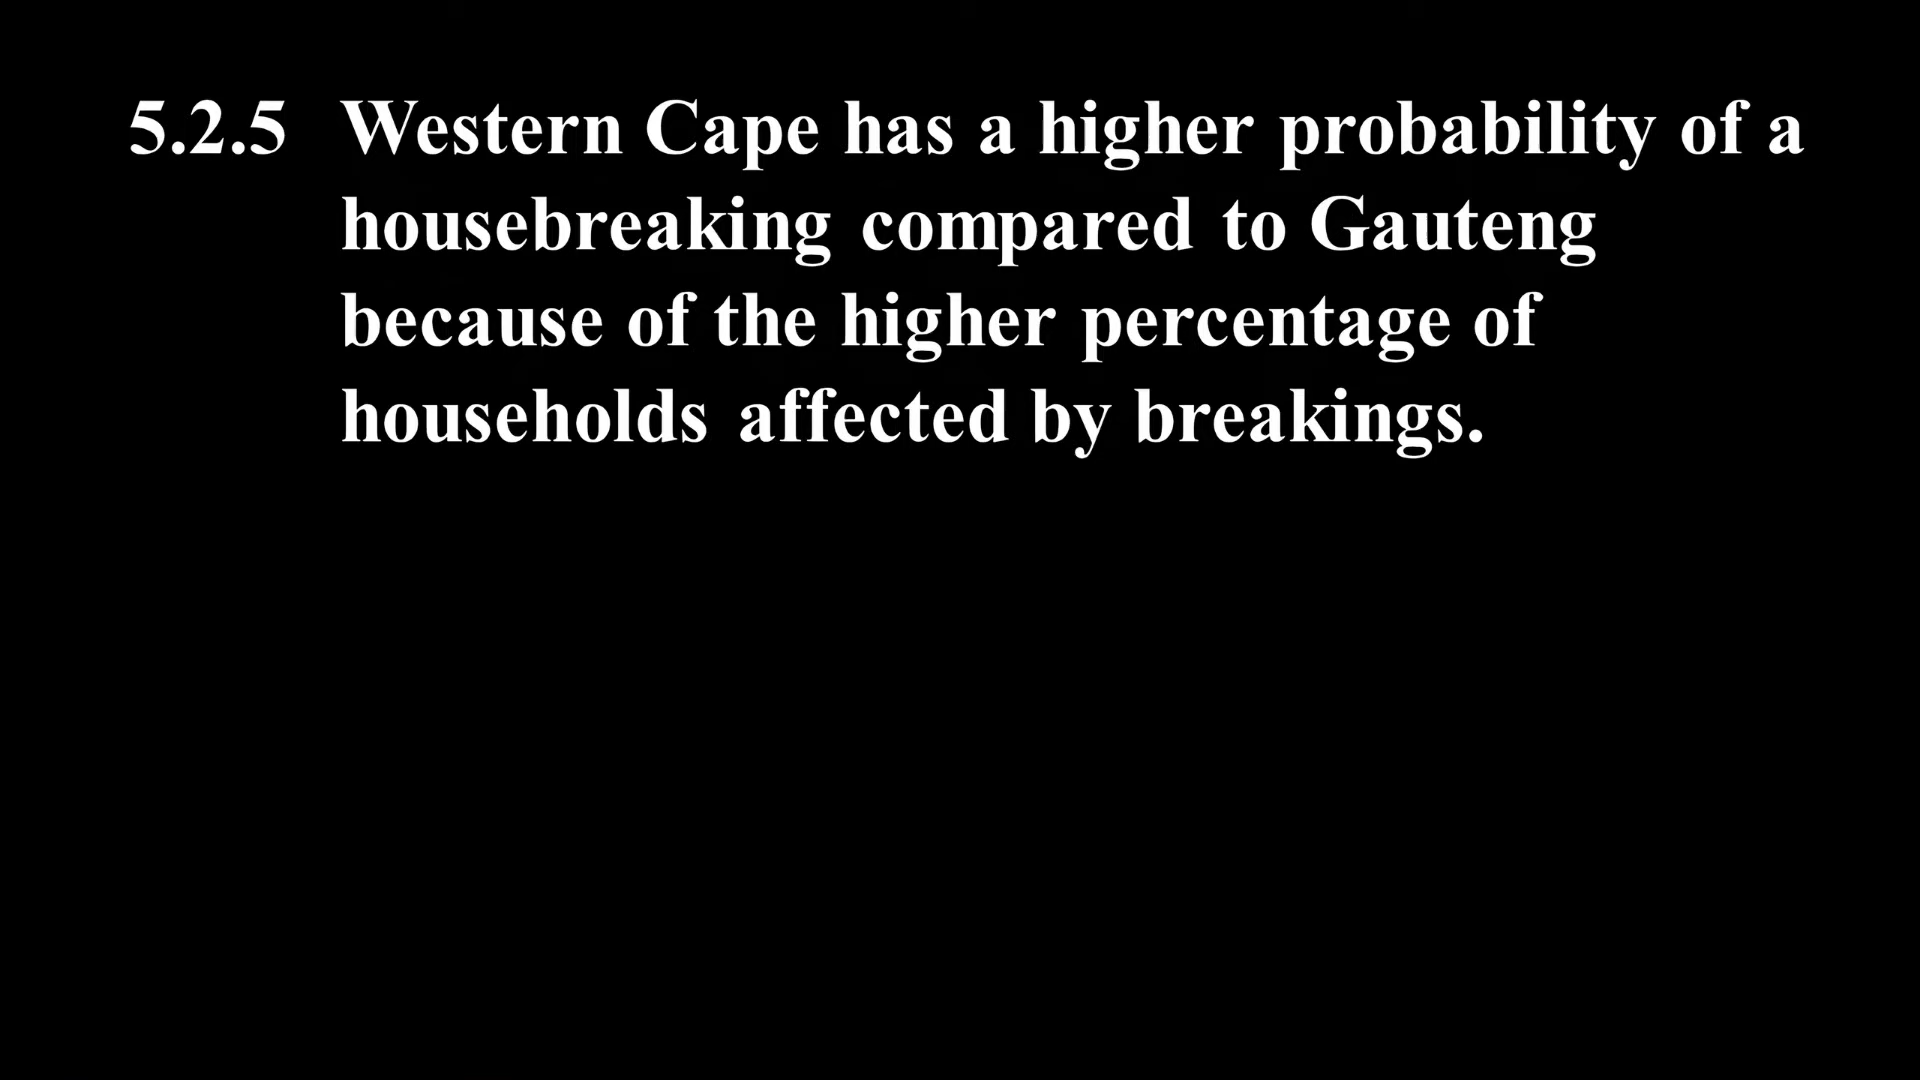 5.2.5 Western Cape has a higher probability of a
housebreaking compared to Gauteng
because of the higher percentage of
households affected by breakings.